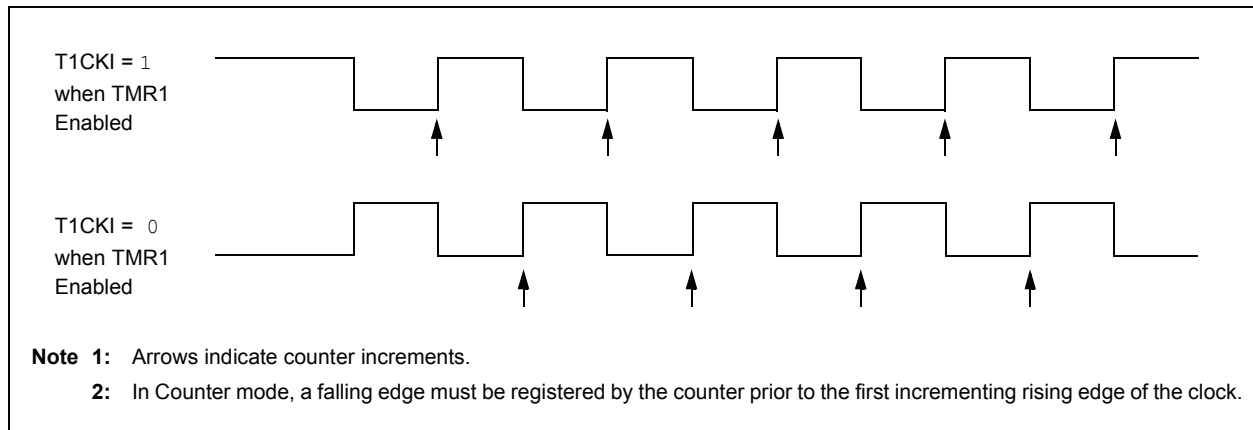 T1CKI = 1
when TMR1
Enabled
T1CKI = 0
when TMR1
Enabled
Note 1: Arrows indicate counter increments.
2: In Counter mode, a falling edge must be registered by the counter prior to the first incrementing rising edge of the clock.